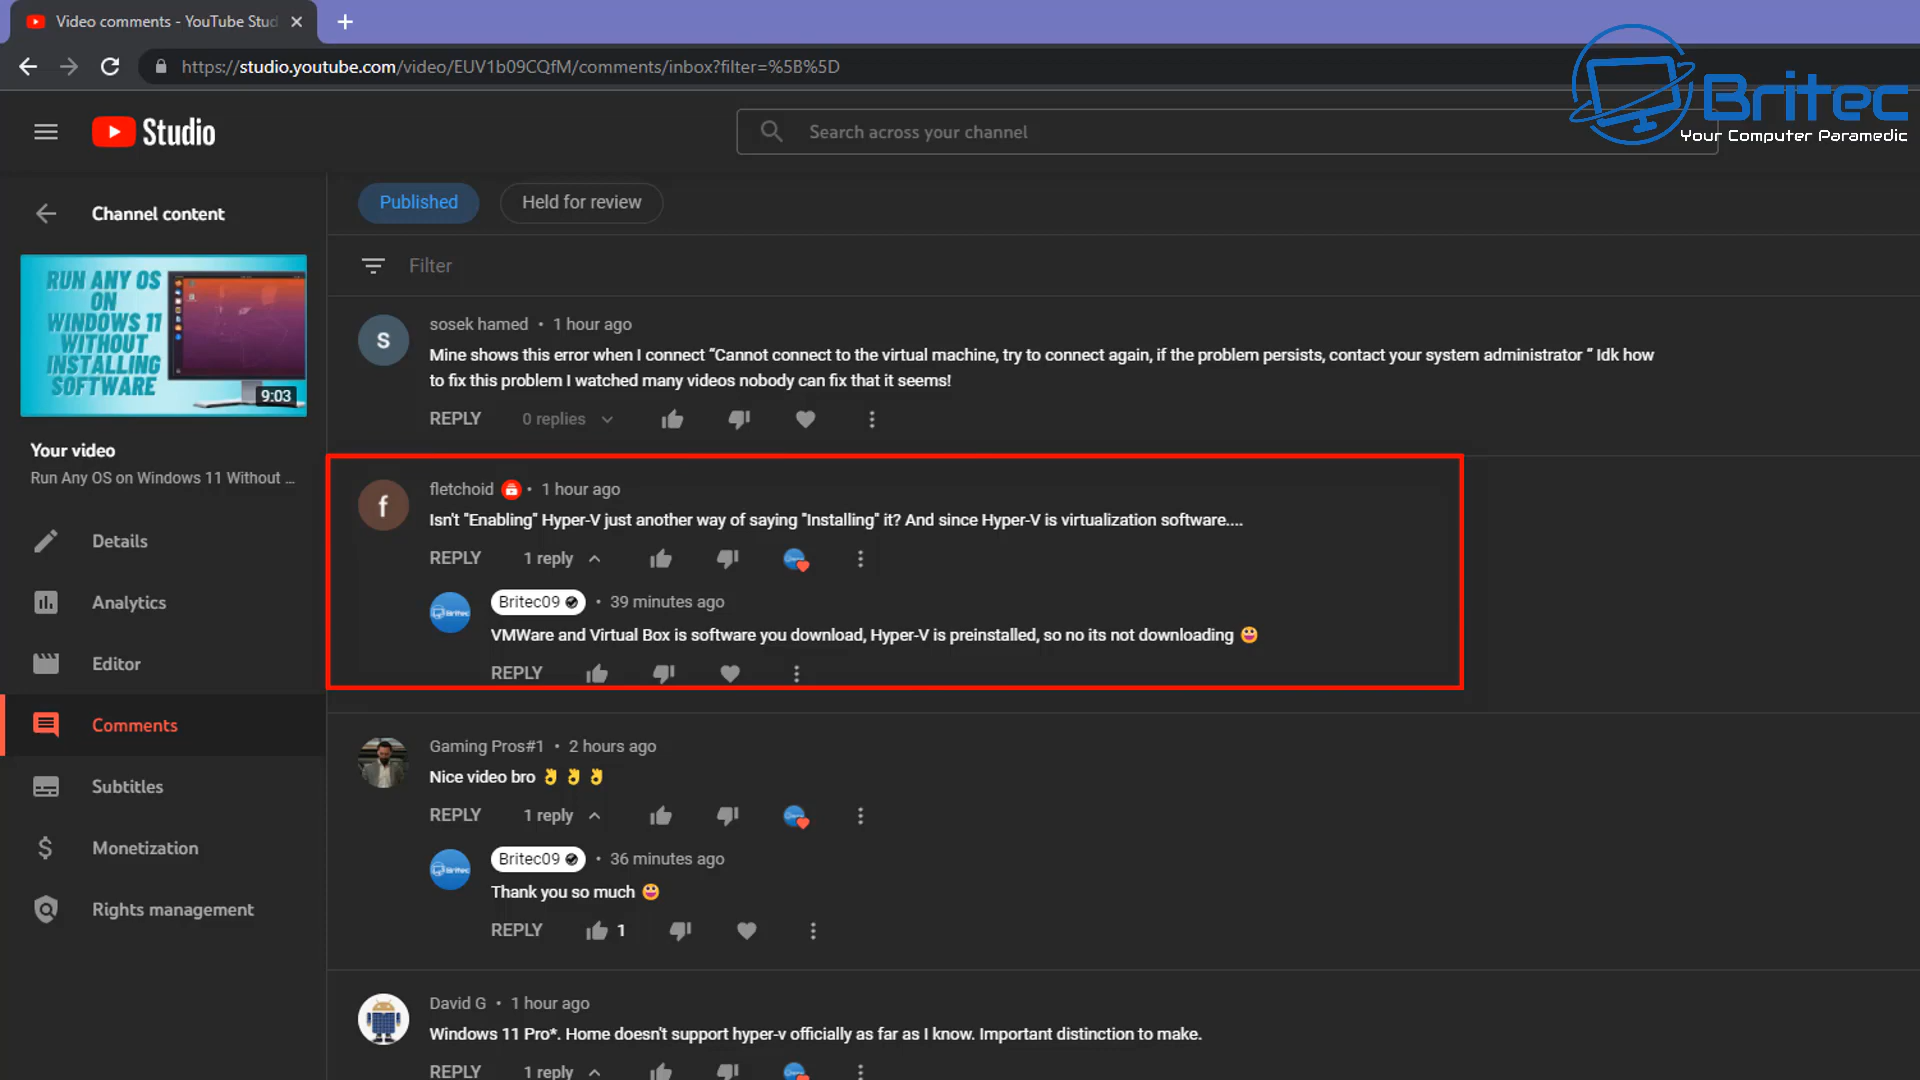 Video comments - YouTube Stud
https://studio.youtube.com/video/EUV1b09CQfM/comments/inbox?filter=%5B%5D
Britec
Your Computer Paramedic
Studio
Search across your channel
Channel content
Published
Held for review
Filter
RUN ANY OS
ON
WINDOWS 11
WITHOUT
INSTALLING
SOFTWARE
9:03
Your video
Run Any OS on Windows 11 Without ...
Details
Analytics
Editor
Comments
Subtitles
Monetization
Rights management
S
sosek hamed • 1 hour ago
Mine shows this error when I connect “Cannot connect to the virtual machine, try to connect again, if the problem persists, contact your system administrator “ Idk how
to fix this problem I watched many videos nobody can fix that it seems!
REPLY 0 replies
f
fletchoid • 1 hour ago
Isn't "Enabling" Hyper-V just another way of saying "Installing" it? And since Hyper-V is virtualization software....
REPLY 1 reply
Britec
Britec09 • 39 minutes ago
VMWare and Virtual Box is software you download, Hyper-V is preinstalled, so no its not downloading 😀
REPLY
Gaming Pros#1 • 2 hours ago
Nice video bro 👌 👌 👌
REPLY 1 reply
Britec
Britec09 • 36 minutes ago
Thank you so much 😀
REPLY 1
David G • 1 hour ago
Windows 11 Pro*. Home doesn't support hyper-v officially as far as I know. Important distinction to make.
REPLY 1 reply